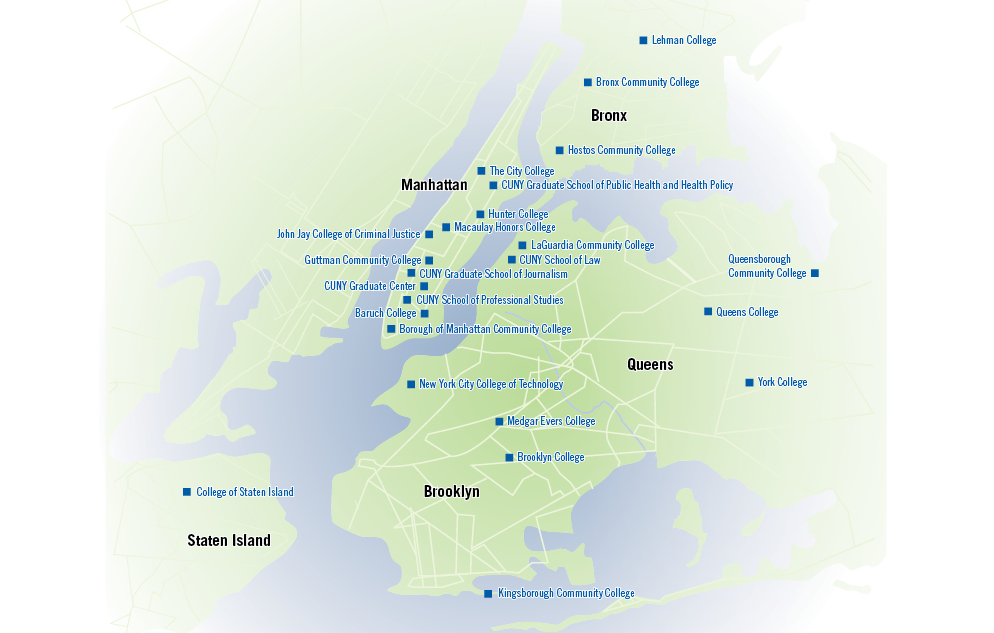 Lehman College
Bronx Community College
Bronx
Hostos Community College
The City College
Manhattan
CUNY Graduate School of Public Health and Health Policy
Hunter College
Macaulay Honors College
John Jay College of Criminal Justice
LaGuardia Community College
Guttman Community College
CUNY School of Law
Queensborough
Community College
CUNY Graduate School of Journalism
CUNY Graduate Center
CUNY School of Professional Studies
Baruch College
Queens College
Borough of Manhattan Community College
Queens
New York City College of Technology
York College
Medgar Evers College
Brooklyn College
Brooklyn
College of Staten Island
Staten Island
Kingsborough Community College